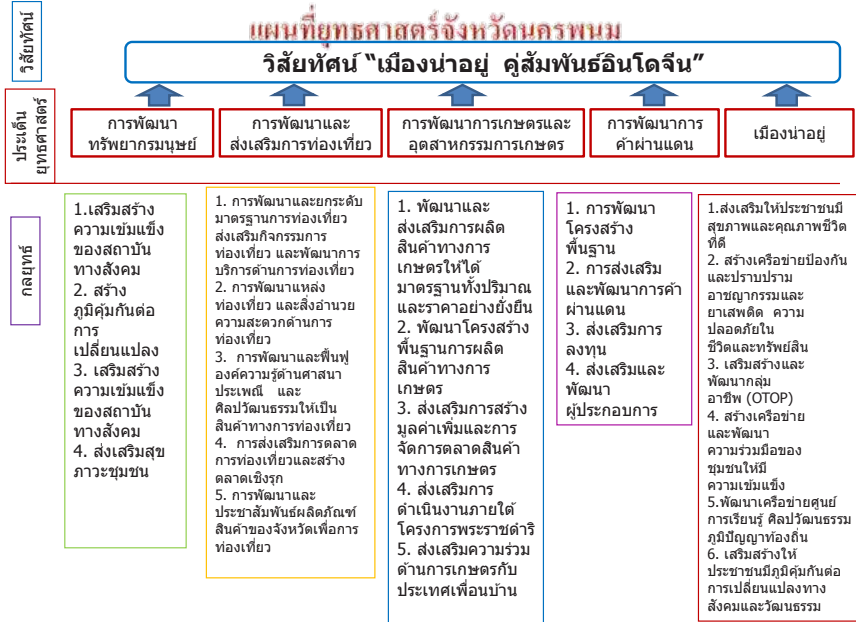 แผนที่ยุทธศาสตร์จังหวัดนครพนม
วิสัยทัศน์
วิสัยทัศน์ “เมืองน่าอยู่ คู่สัมพันธ์อินโดจีน”
ประเด็น
ยุทธศาสตร์
การพัฒนา
ทรัพยากรมนุษย์
การพัฒนาและ
ส่งเสริมการท่องเที่ยว
การพัฒนาการเกษตรและ
อุตสาหกรรมการเกษตร
การพัฒนาการ
ค้าผ่านแดน
เมืองน่าอยู่
กลยุทธ์
1.เสริมสร้าง
ความเข้มแข็ง
ของสถาบัน
ทางสังคม
2. สร้าง
ภูมิคุ้มกันต่อ
การ
เปลี่ยนแปลง
3. เสริมสร้าง
ความเข้มแข็ง
ของสถาบัน
ทางสังคม
4. ส่งเสริมสุข
ภาวะชุมชน
1. การพัฒนาและยกระดับ
มาตรฐานการท่องเที่ยว
ส่งเสริมกิจกรรมการ
ท่องเที่ยว และพัฒนาการ
บริการด้านการท่องเที่ยว
2. การพัฒนาแหล่ง
ท่องเที่ยว และสิ่งอำนวย
ความสะดวกด้านการ
ท่องเที่ยว
3. การพัฒนาและฟื้นฟู
องค์ความรู้ด้านศาสนา
ประเพณี และ
ศิลปวัฒนธรรมให้เป็น
สินค้าทางการท่องเที่ยว
4. การส่งเสริมการตลาด
การท่องเที่ยวและสร้าง
ตลาดเชิงรุก
5. การพัฒนาและ
ประชาสัมพันธ์ผลิตภัณฑ์
สินค้าของจังหวัดเพื่อการ
ท่องเที่ยว
1. พัฒนาและ
ส่งเสริมการผลิต
สินค้าทางการ
เกษตรให้ได้
มาตรฐานทั้งปริมาณ
และราคาอย่างยั่งยืน
2. พัฒนาโครงสร้าง
พื้นฐานการผลิต
สินค้าทางการ
เกษตร
3. ส่งเสริมการสร้าง
มูลค่าเพิ่มและการ
จัดการตลาดสินค้า
ทางการเกษตร
4. ส่งเสริมการ
ดำเนินงานภายใต้
โครงการพระราชดำริ
5. ส่งเสริมความร่วม
ด้านการเกษตรกับ
ประเทศเพื่อนบ้าน
1. การพัฒนา
โครงสร้าง
พื้นฐาน
2. การส่งเสริม
และพัฒนาการค้า
ผ่านแดน
3. ส่งเสริมการ
ลงทุน
4. ส่งเสริมและ
พัฒนา
ผู้ประกอบการ
1.ส่งเสริมให้ประชาชนมี
สุขภาพและคุณภาพชีวิต
ที่ดี
2. สร้างเครือข่ายป้องกัน
และปราบปราม
อาชญากรรมและ
ยาเสพติด ความ
ปลอดภัยใน
ชีวิตและทรัพย์สิน
3. เสริมสร้างและ
พัฒนากลุ่ม
อาชีพ (OTOP)
4. สร้างเครือข่าย
และพัฒนา
ความร่วมมือของ
ชุมชนให้มี
ความเข้มแข็ง
5.พัฒนาเครือข่ายศูนย์
การเรียนรู้ ศิลปวัฒนธรรม
ภูมิปัญญาท้องถิ่น
6. เสริมสร้างให้
ประชาชนมีภูมิคุ้มกันต่อ
การเปลี่ยนแปลงทาง
สังคมและวัฒนธรรม